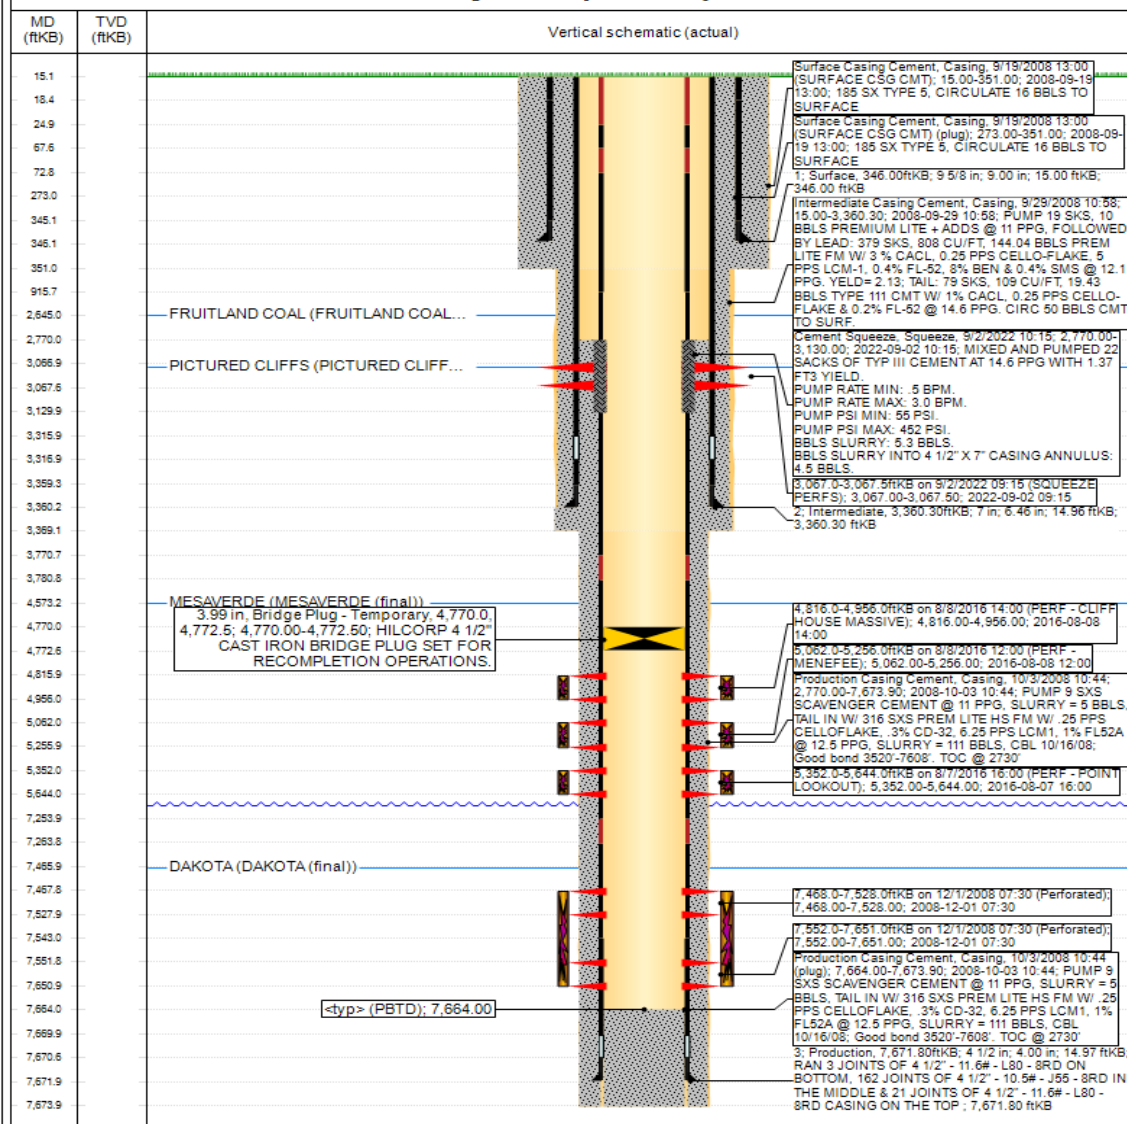 MD
(ftKB)
TVD
(ftKB)
Vertical schematic (actual)
15.1
18.4
24.9
67.6
72.8
273.0
345.1
346.1
351.0
915.7
2,645.0
2,770.0
3,066.9
3,067.6
3,129.9
3,315.9
3,316.9
3,359.3
3,360.2
3,369.1
3,770.7
3,780.8
4,573.2
4,770.0
4,772.6
4,815.9
4,956.0
5,062.0
5,255.9
5,352.0
5,644.0
7,253.9
7,263.8
7,465.9
7,467.8
7,527.9
7,543.0
7,551.8
7,650.9
7,664.0
7,669.9
7,670.6
7,671.9
7,673.9
FRUITLAND COAL (FRUITLAND COAL...
PICTURED CLIFFS (PICTURED CLIFF...
MESAVERDE (MESAVERDE (final))
3.99 in, Bridge Plug - Temporary, 4,770.0,
4,772.5; 4,770.00-4,772.50; HILCORP 4 1/2"
CAST IRON BRIDGE PLUG SET FOR
RECOMPLETION OPERATIONS.
DAKOTA (DAKOTA (final))
<typ> (PBTD); 7,664.00
Surface Casing Cement, Casing, 9/19/2008 13:00
(SURFACE CSG CMT); 15.00-351.00; 2008-09-19
13:00; 185 SX TYPE 5, CIRCULATE 16 BBLS TO
SURFACE
Surface Casing Cement, Casing, 9/19/2008 13:00
(SURFACE CSG CMT) (plug); 273.00-351.00; 2008-09-
19 13:00; 185 SX TYPE 5, CIRCULATE 16 BBLS TO
SURFACE
1; Surface, 346.00ftKB; 9 5/8 in; 9.00 in; 15.00 ftKB;
346.00 ftKB
Intermediate Casing Cement, Casing, 9/29/2008 10:58;
15.00-3,360.30; 2008-09-29 10:58; PUMP 19 SKS, 10
BBLS PREMIUM LITE + ADDS @ 11 PPG, FOLLOWED
BY LEAD: 379 SKS, 808 CU/FT, 144.04 BBLS PREM
LITE FM W/ 3 % CACL, 0.25 PPS CELLO-FLAKE, 5
PPS LCM-1, 0.4% FL-52, 8% BEN & 0.4% SMS @ 12.1
PPG. YELD= 2.13; TAIL: 79 SKS, 109 CU/FT, 19.43
BBLS TYPE 111 CMT W/ 1% CACL, 0.25 PPS CELLO-
FLAKE & 0.2% FL-52 @ 14.6 PPG. CIRC 50 BBLS CMT
TO SURF.
Cement Squeeze, Squeeze, 9/2/2022 10:15; 2,770.00-
3,130.00; 2022-09-02 10:15; MIXED AND PUMPED 22
SACKS OF TYP III CEMENT AT 14.6 PPG WITH 1.37
FT3 YIELD.
PUMP RATE MIN: .5 BPM.
PUMP RATE MAX: 3.0 BPM.
PUMP PSI MIN: 55 PSI.
PUMP PSI MAX: 452 PSI.
BBLS SLURRY: 5.3 BBLS.
BBLS SLURRY INTO 4 1/2" X 7" CASING ANNULUS:
4.5 BBLS.
3,067.0-3,067.5ftKB on 9/2/2022 09:15 (SQUEEZE
PERFS); 3,067.00-3,067.50; 2022-09-02 09:15
2; Intermediate, 3,360.30ftKB; 7 in; 6.46 in; 14.96 ftKB;
3,360.30 ftKB
4,816.0-4,956.0ftKB on 8/8/2016 14:00 (PERF - CLIFF
HOUSE MASSIVE); 4,816.00-4,956.00; 2016-08-08
14:00
5,062.0-5,256.0ftKB on 8/8/2016 12:00 (PERF -
MENEFEE); 5,062.00-5,256.00; 2016-08-08 12:00
Production Casing Cement, Casing, 10/3/2008 10:44;
2,770.00-7,673.90; 2008-10-03 10:44; PUMP 9 SXS
SCAVENGER CEMENT @ 11 PPG, SLURRY = 5 BBLS,
TAIL IN W/ 316 SXS PREM LITE HS FM W/ .25 PPS
CELLOFLAKE, .3% CD-32, 6.25 PPS LCM1, 1% FL52A
@ 12.5 PPG, SLURRY = 111 BBLS, CBL 10/16/08;
Good bond 3520'-7608'. TOC @ 2730'
5,352.0-5,644.0ftKB on 8/7/2016 16:00 (PERF - POINT
LOOKOUT); 5,352.00-5,644.00; 2016-08-07 16:00
7,468.0-7,528.0ftKB on 12/1/2008 07:30 (Perforated);
7,468.00-7,528.00; 2008-12-01 07:30
7,552.0-7,651.0ftKB on 12/1/2008 07:30 (Perforated);
7,552.00-7,651.00; 2008-12-01 07:30
Production Casing Cement, Casing, 10/3/2008 10:44
(plug); 7,664.00-7,673.90; 2008-10-03 10:44; PUMP 9
SXS SCAVENGER CEMENT @ 11 PPG, SLURRY = 5
BBLS, TAIL IN W/ 316 SXS PREM LITE HS FM W/ .25
PPS CELLOFLAKE, .3% CD-32, 6.25 PPS LCM1, 1%
FL52A @ 12.5 PPG, SLURRY = 111 BBLS, CBL
10/16/08; Good bond 3520'-7608'. TOC @ 2730'
3; Production, 7,671.80ftKB; 4 1/2 in; 4.00 in; 14.97 ftKB;
RAN 3 JOINTS OF 4 1/2" - 11.6# - L80 - 8RD ON
BOTTOM, 162 JOINTS OF 4 1/2" - 10.5# - J55 - 8RD IN
THE MIDDLE & 21 JOINTS OF 4 1/2" - 11.6# - L80 -
8RD CASING ON THE TOP ; 7,671.80 ftKB